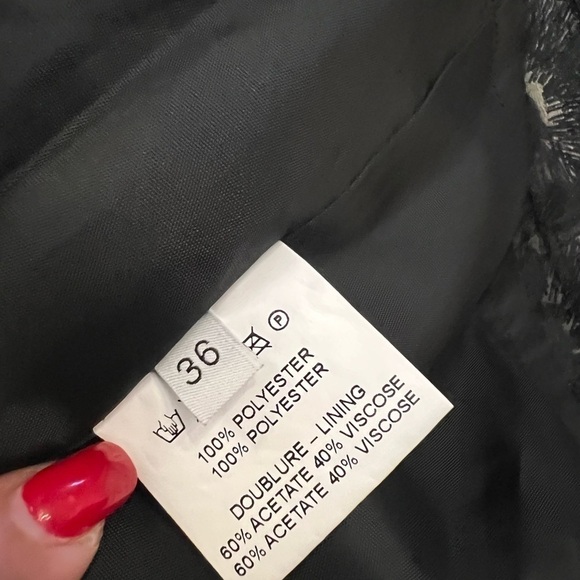 36
P
100% POLYESTER
100% POLYESTER
DOUBLURE – LINING
60% ACETATE 40% VISCOSE
60% ACETATE 40% VISCOSE